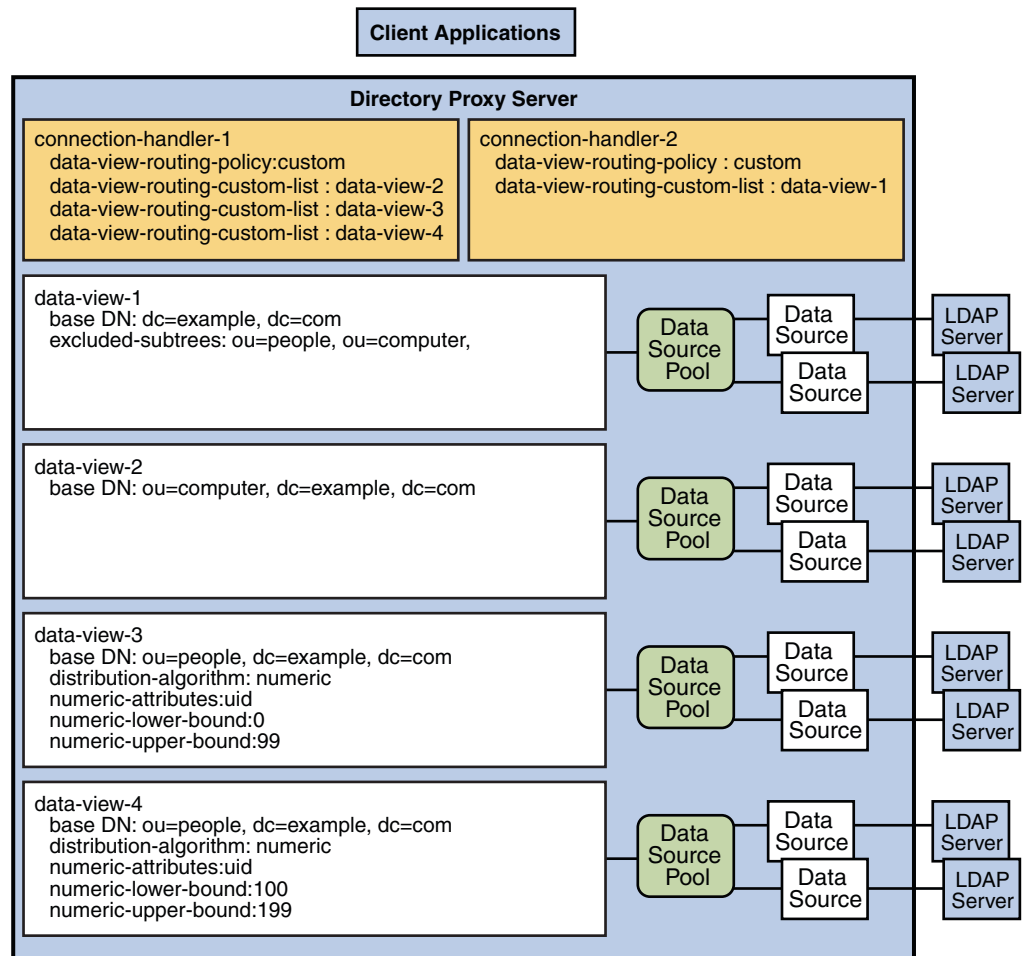 Client Applications
Directory Proxy Server
connection-handler-1
data-view-routing-policy:custom
data-view-routing-custom-list : data-view-2
data-view-routing-custom-list : data-view-3
data-view-routing-custom-list : data-view-4
connection-handler-2
data-view-routing-policy : custom
data-view-routing-custom-list : data-view-1
data-view-1
base DN: dc=example, dc=com
excluded-subtrees: ou=people, ou=computer,
Data
Source
Pool
Data
Source
Data
Source
LDAP
Server
LDAP
Server
data-view-2
base DN: ou=computer, dc=example, dc=com
Data
Source
Pool
Data
Source
Data
Source
LDAP
Server
LDAP
Server
data-view-3
base DN: ou=people, dc=example, dc=com
distribution-algorithm: numeric
numeric-attributes:uid
numeric-lower-bound:0
numeric-upper-bound:99
Data
Source
Pool
Data
Source
Data
Source
LDAP
Server
LDAP
Server
data-view-4
base DN: ou=people, dc=example, dc=com
distribution-algorithm: numeric
numeric-attributes:uid
numeric-lower-bound:100
numeric-upper-bound:199
Data
Source
Pool
Data
Source
Data
Source
LDAP
Server
LDAP
Server